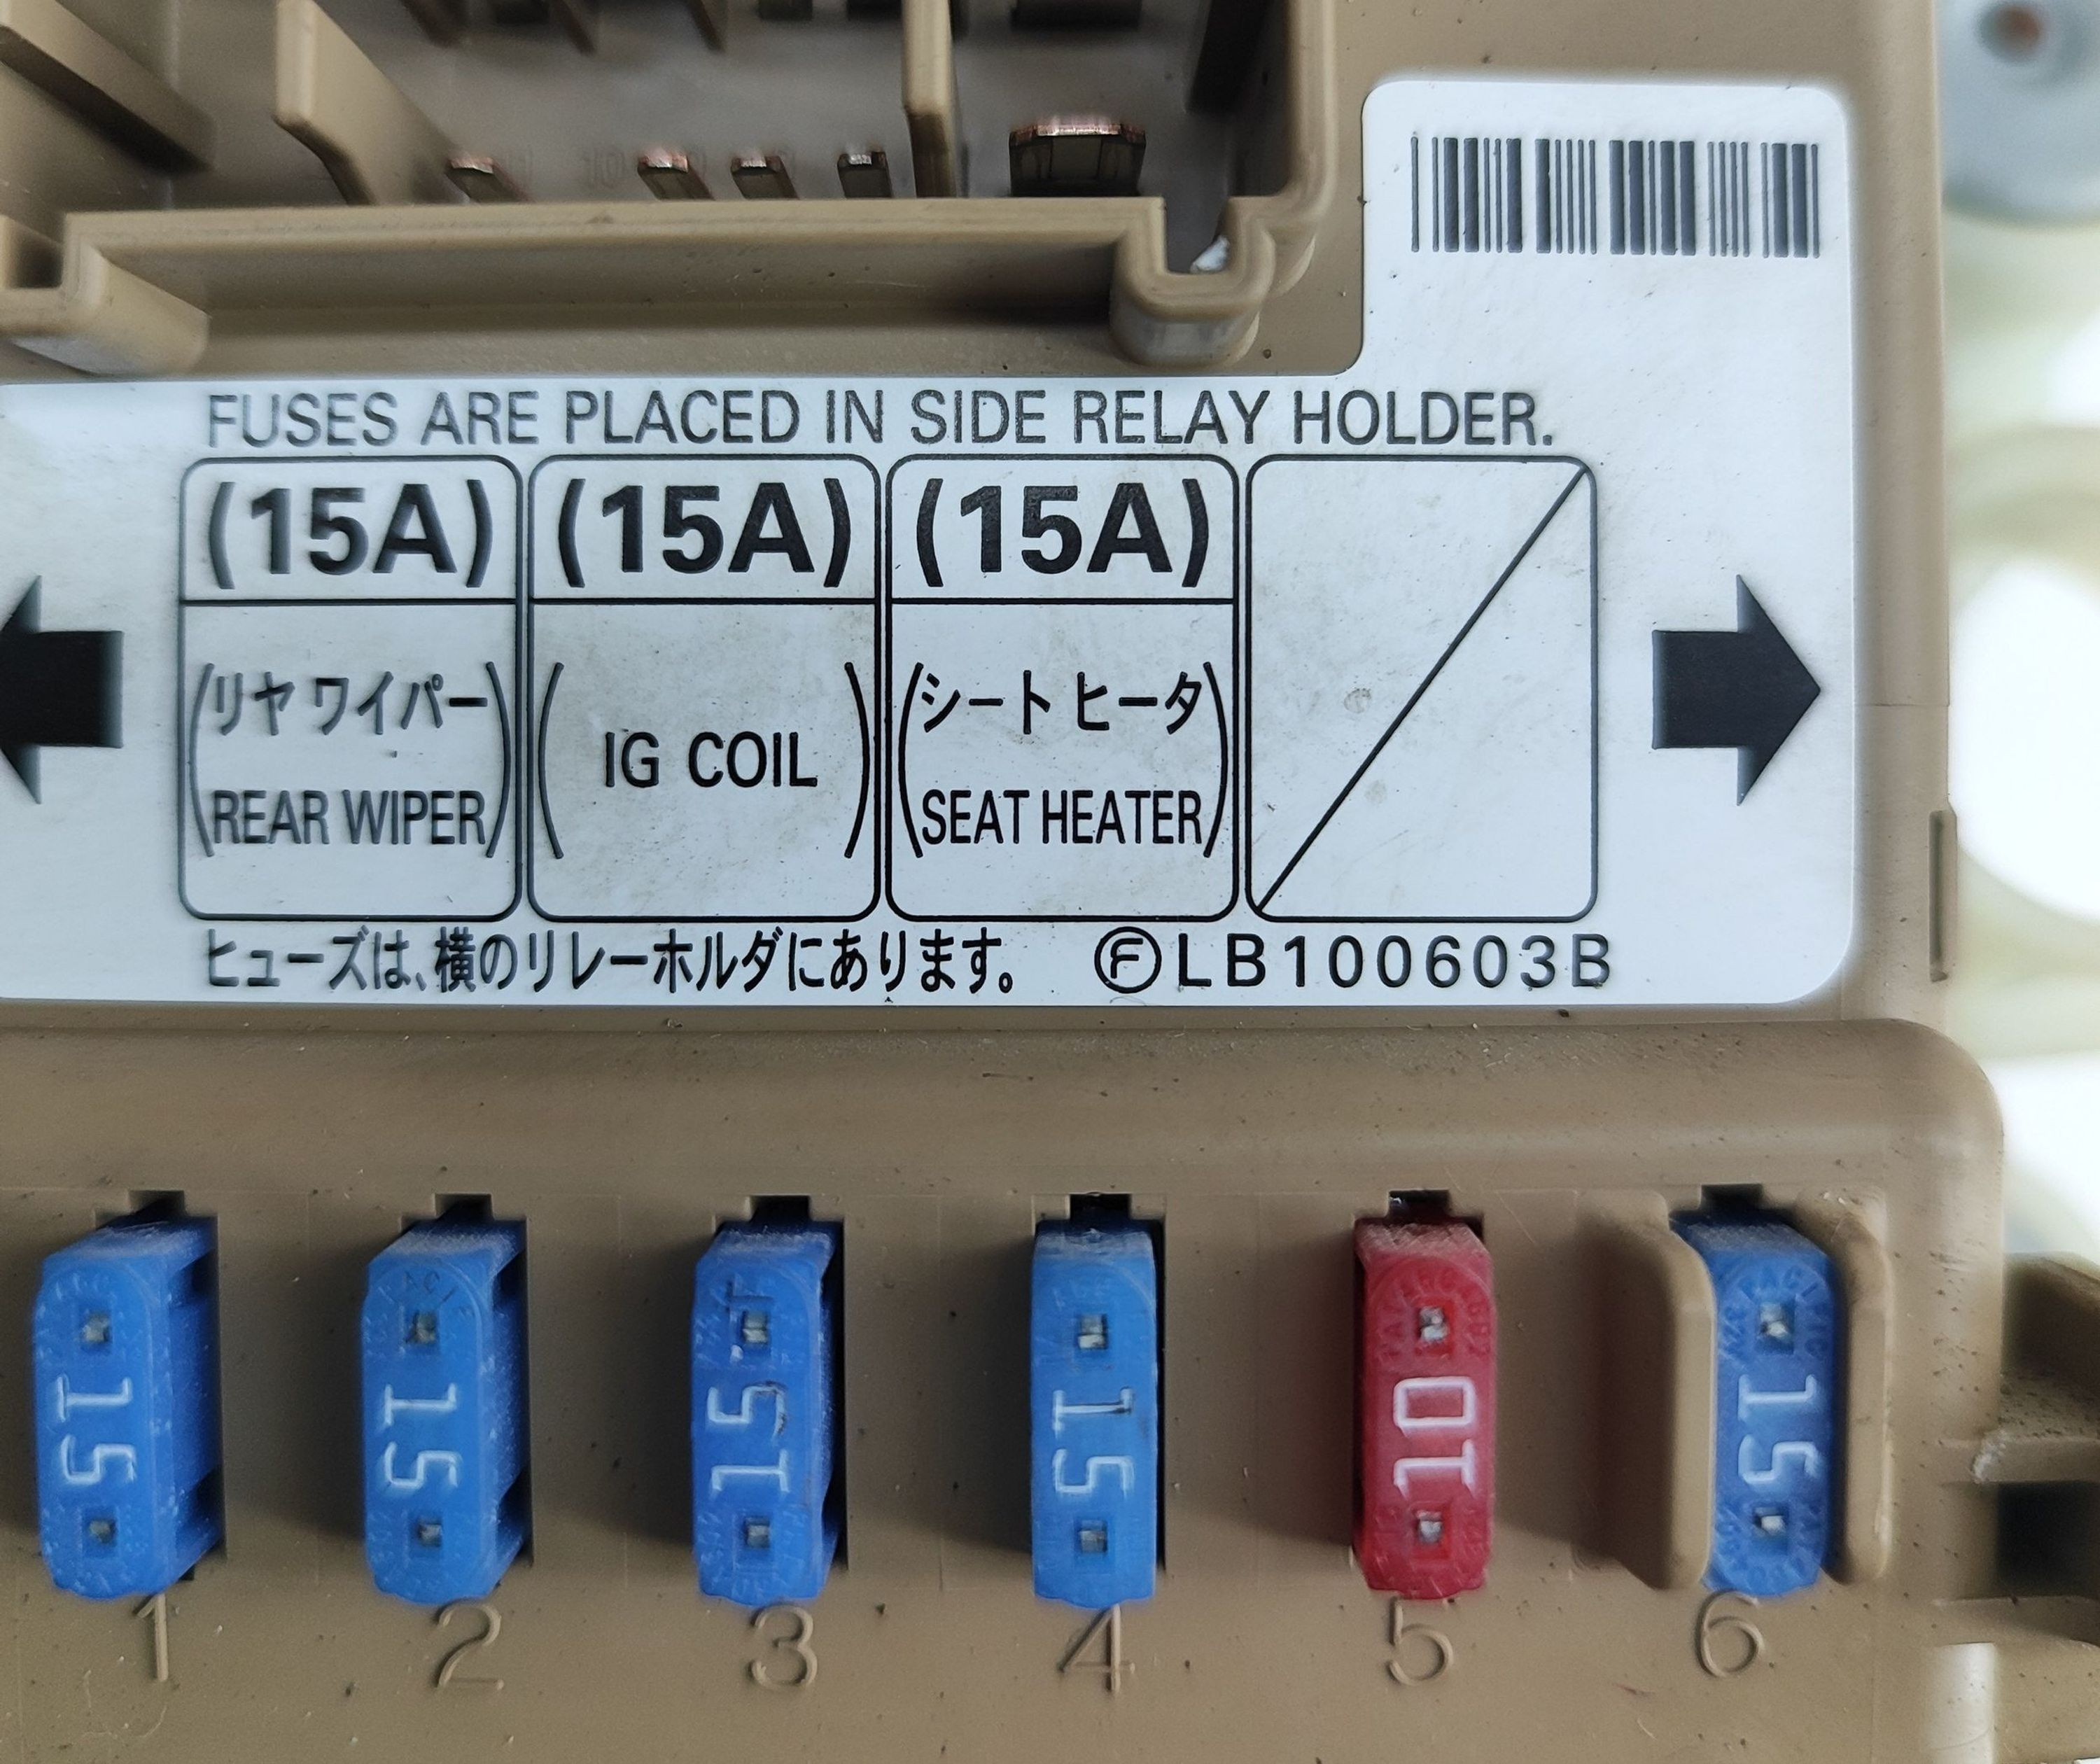 FUSES ARE PLACED IN SIDE RELAY HOLDER.
(15A) (15A) (15A)
(リヤ ワイパー REAR WIPER) ( IG COIL ) (シート ヒータ SEAT HEATER)
ヒューズは、横のリレーホルダにあります。 ⒻLB100603B
15 15 15 15 10 15
1 2 3 4 5 6